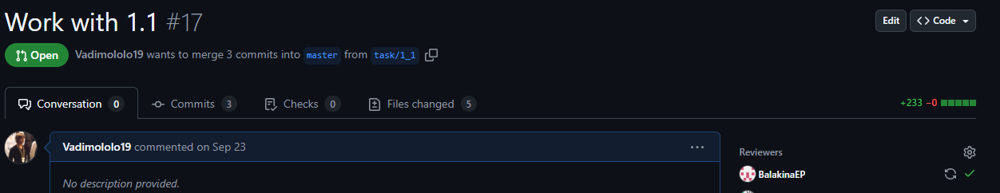 Work with 1.1 #17
Edit
<> Code
Open
Vadimololo19 wants to merge 3 commits into master from task/1_1
Conversation 0
Commits 3
Checks 0
Files changed 5
+233 −0
Vadimololo19 commented on Sep 23
...
No description provided.
Reviewers
BalakinaEP